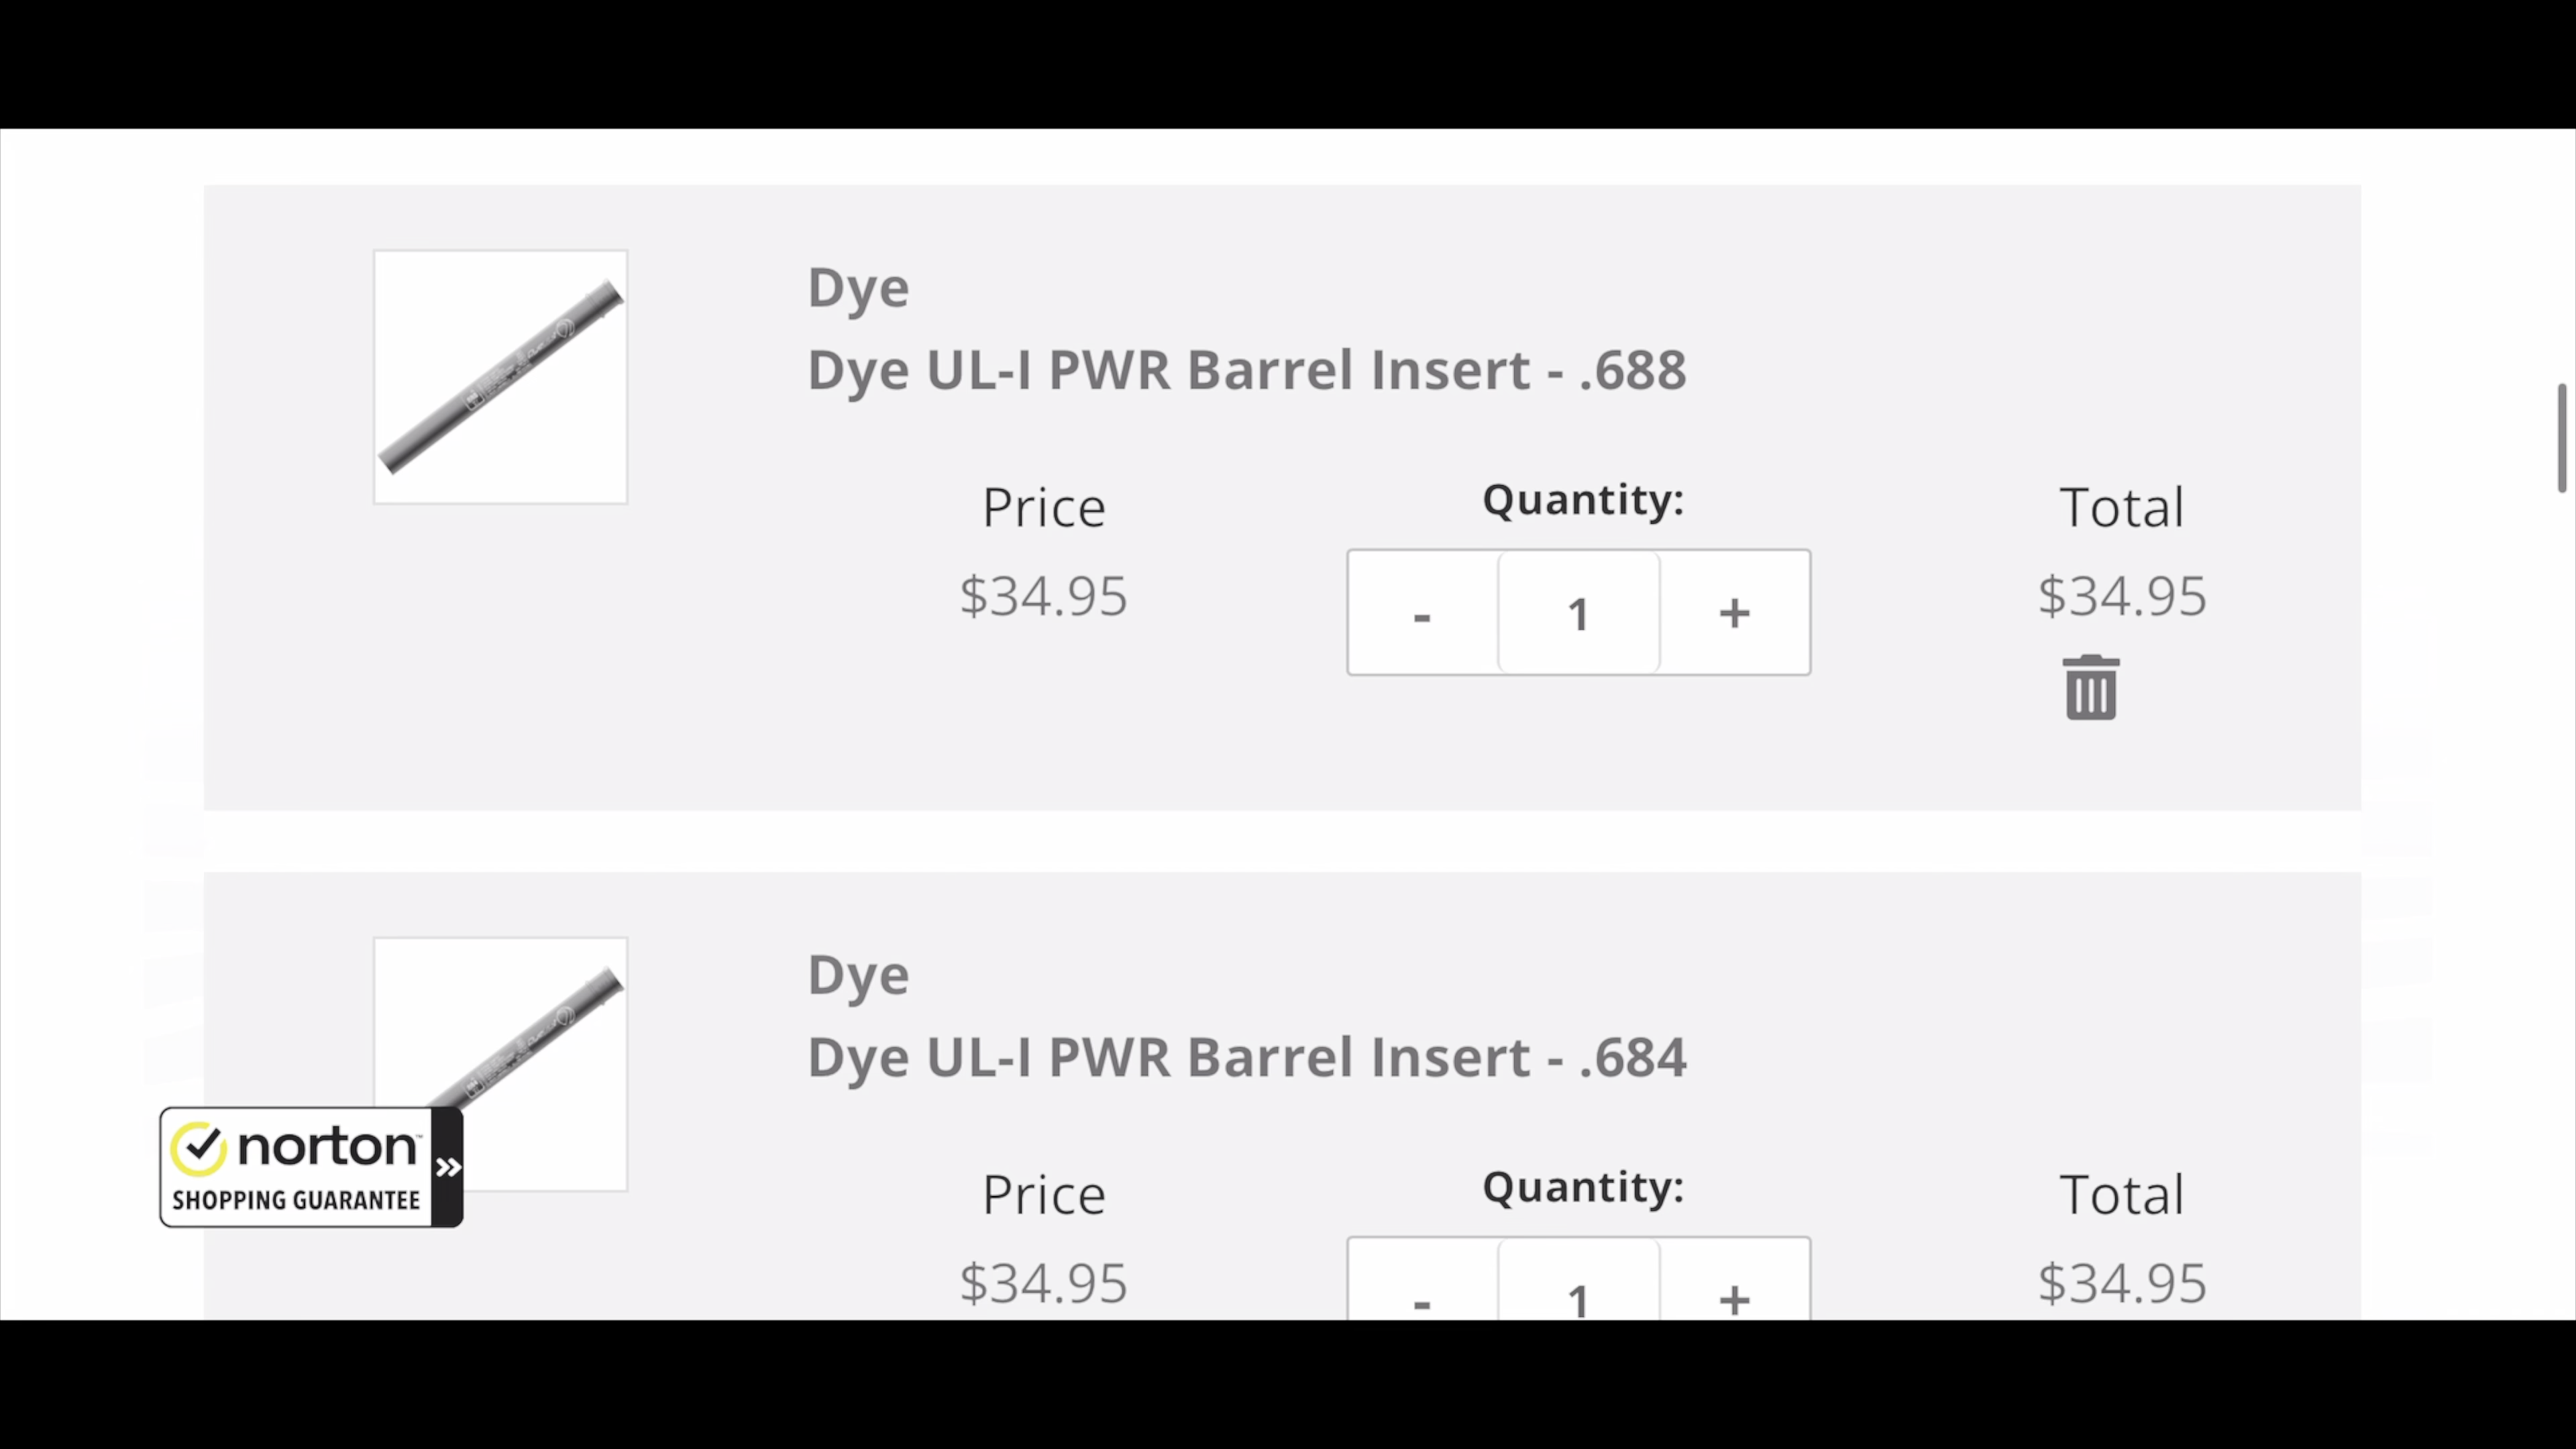 Dye
Dye UL-I PWR Barrel Insert - .688
Price
Quantity:
Total
$34.95
- 1 +
$34.95
Dye
Dye UL-I PWR Barrel Insert - .684
norton
SHOPPING GUARANTEE
Price
Quantity:
Total
$34.95
- 1 +
$34.95